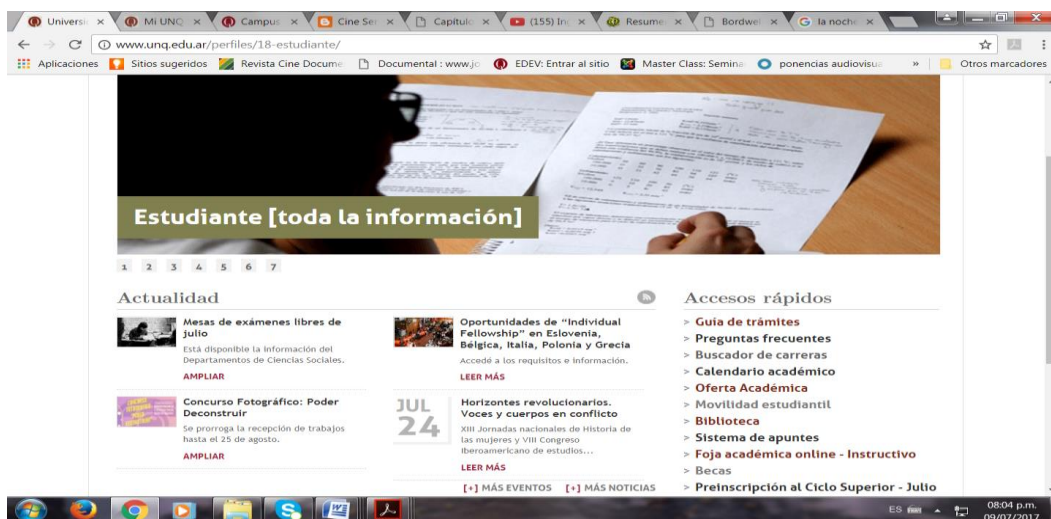 Universi
Mi UNQ
Campus
Cine Ser
Capítulo
(155) In
Resume
Bordwel
la noche
www.unq.edu.ar/perfiles/18-estudiante/
Aplicaciones
Sitios sugeridos
Revista Cine Docume
Documental : www.jo
EDEV: Entrar al sitio
Master Class: Semina
ponencias audiovisua
»
Otros marcadores
Estudiante [toda la información]
1 2 3 4 5 6 7
Actualidad
Mesas de exámenes libres de
julio
Está disponible la información del
Departamentos de Ciencias Sociales.
AMPLIAR
Concurso Fotográfico: Poder
Deconstruir
Se prorroga la recepción de trabajos
hasta el 25 de agosto.
AMPLIAR
Oportunidades de “Individual
Fellowship” en Eslovenia,
Bélgica, Italia, Polonia y Grecia
Accedé a los requisitos e información.
LEER MÁS
JUL
24
Horizontes revolucionarios.
Voces y cuerpos en conflicto
XIII Jornadas nacionales de Historia de
las mujeres y VIII Congreso
Iberoamericano de estudios...
LEER MÁS
[+] MÁS EVENTOS [+] MÁS NOTICIAS
Accesos rápidos
> Guía de trámites
> Preguntas frecuentes
> Buscador de carreras
> Calendario académico
> Oferta Académica
> Movilidad estudiantil
> Biblioteca
> Sistema de apuntes
> Foja académica online - Instructivo
> Becas
> Preinscripción al Ciclo Superior - Julio
ES
08:04 p.m.
09/07/2017